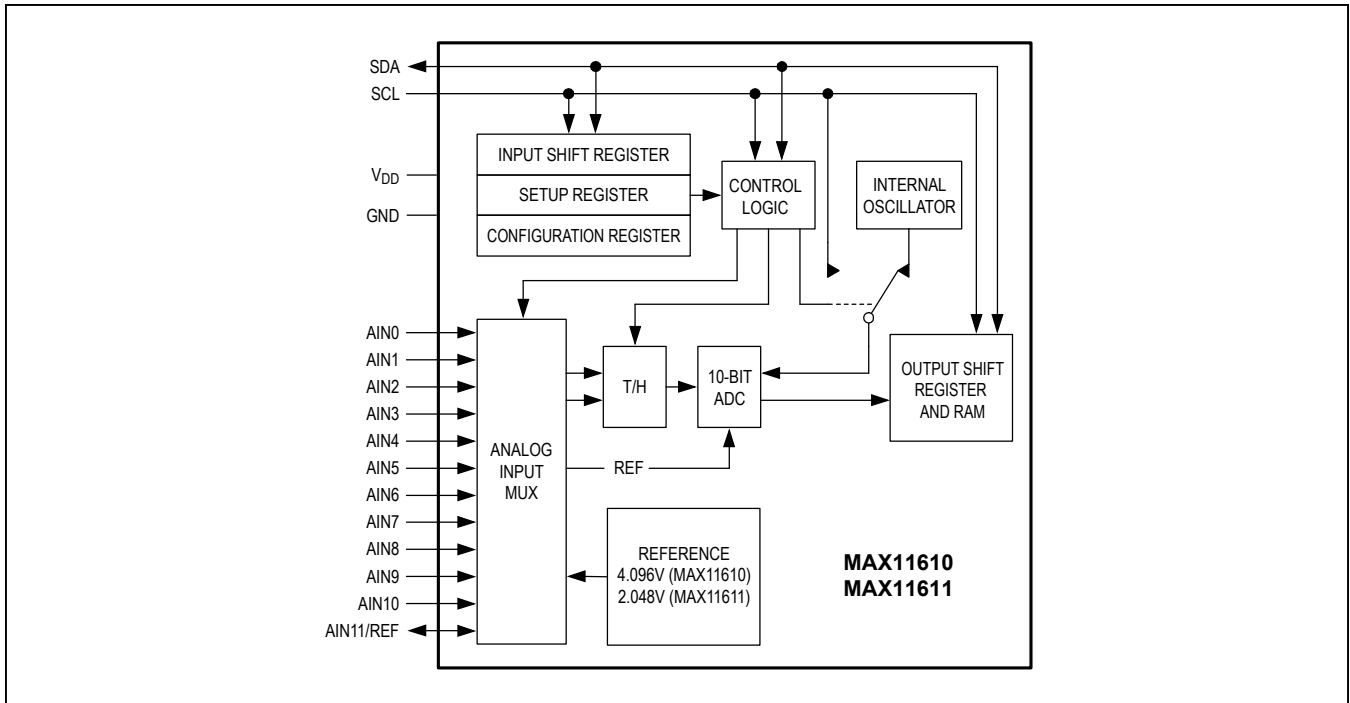 SDA
SCL
V_DD
GND
INPUT SHIFT REGISTER
SETUP REGISTER
CONFIGURATION REGISTER
CONTROL
LOGIC
INTERNAL
OSCILLATOR
AIN0
AIN1
AIN2
AIN3
AIN4
AIN5
AIN6
AIN7
AIN8
AIN9
AIN10
AIN11/REF
ANALOG
INPUT
MUX
T/H
10-BIT
ADC
REF
OUTPUT SHIFT
REGISTER
AND RAM
REFERENCE
4.096V (MAX11610)
2.048V (MAX11611)
MAX11610
MAX11611